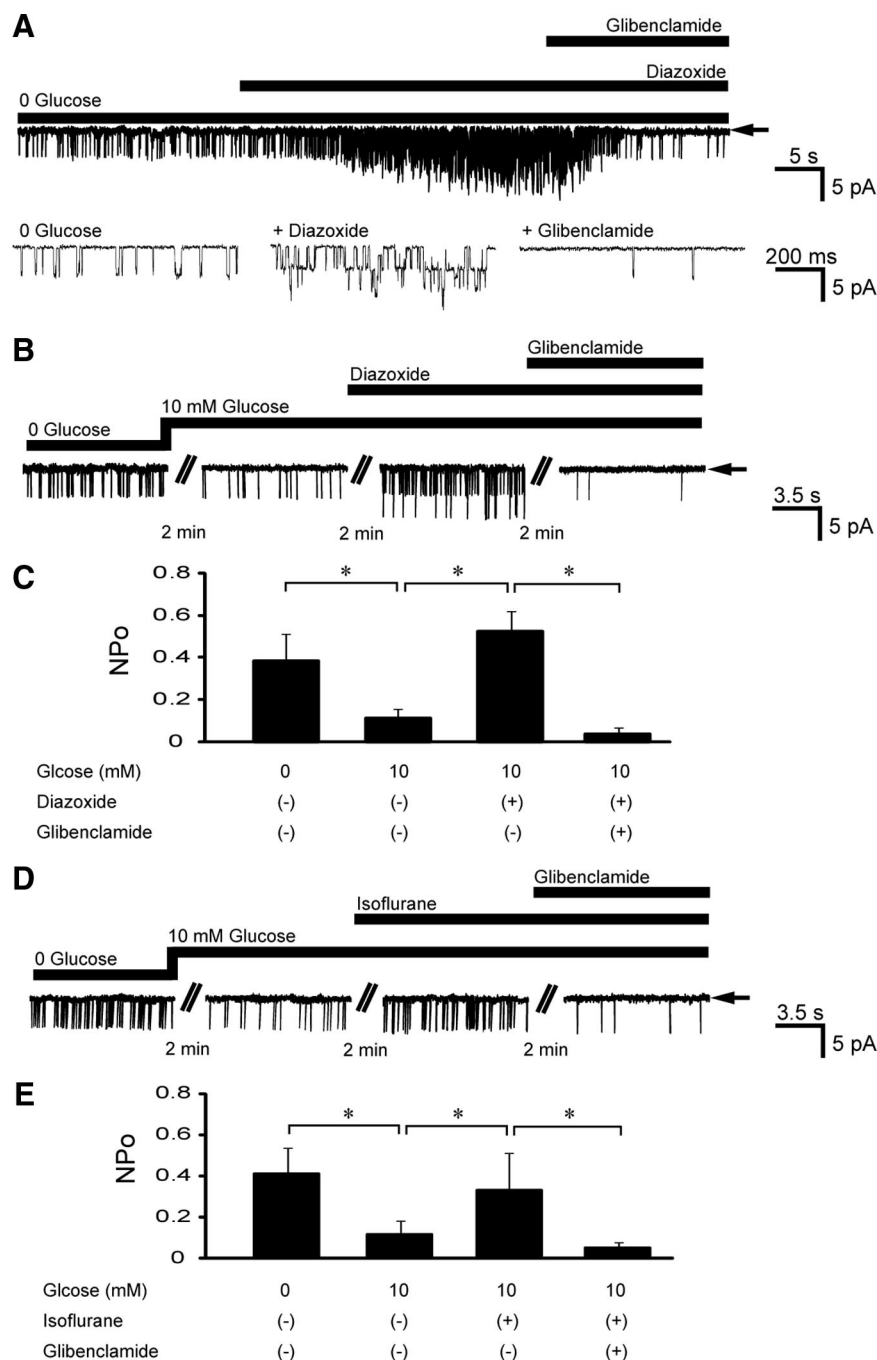 A
Glibenclamide
Diazoxide
0 Glucose
5 s
5 pA
0 Glucose
+ Diazoxide
+ Glibenclamide
200 ms
5 pA
B
Glibenclamide
Diazoxide
10 mM Glucose
0 Glucose
2 min
2 min
2 min
3.5 s
5 pA
C
NPo
0.8
0.6
0.4
0.2
0
* * *
Glcose (mM) 0 10 10 10
Diazoxide (-) (-) (+) (+)
Glibenclamide (-) (-) (-) (+)
D
Glibenclamide
Isoflurane
10 mM Glucose
0 Glucose
2 min
2 min
2 min
3.5 s
5 pA
E
NPo
0.8
0.6
0.4
0.2
0
* * *
Glcose (mM) 0 10 10 10
Isoflurane (-) (-) (+) (+)
Glibenclamide (-) (-) (-) (+)